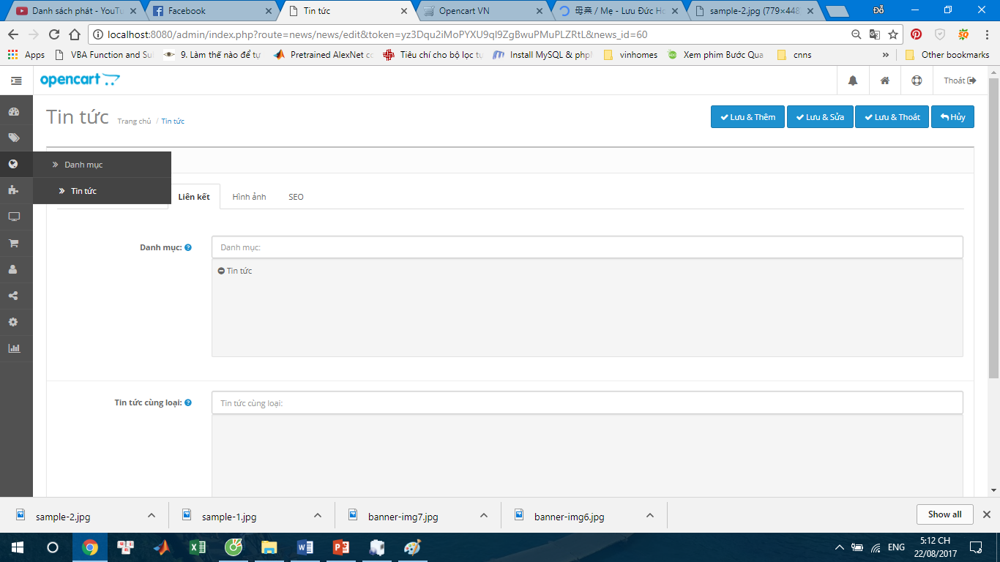 Danh sách phát - YouTu
Facebook
Tin tức
Opencart VN
母亲 / Mẹ - Lưu Đức Ho
sample-2.jpg (779×448
Đỗ
localhost:8080/admin/index.php?route=news/news/edit&token=yz3Dqu2iMoPYXU9qI9ZgBwuPMuPLZRtL&news_id=60
Apps
VBA Function and Su
9. Làm thế nào để tự
Pretrained AlexNet co
Tiêu chí cho bộ lọc tụ
Install MySQL & php
vinhomes
Xem phim Bước Qua
cnns
»
Other bookmarks
opencart
Thoát
Tin tức
Trang chủ / Tin tức
Lưu & Thêm
Lưu & Sửa
Lưu & Thoát
Hủy
» Danh mục
» Tin tức
Liên kết
Hình ảnh
SEO
Danh mục:
Danh mục:
Tin tức
Tin tức cùng loại:
Tin tức cùng loại:
sample-2.jpg
sample-1.jpg
banner-img7.jpg
banner-img6.jpg
Show all
ENG
5:12 CH
22/08/2017